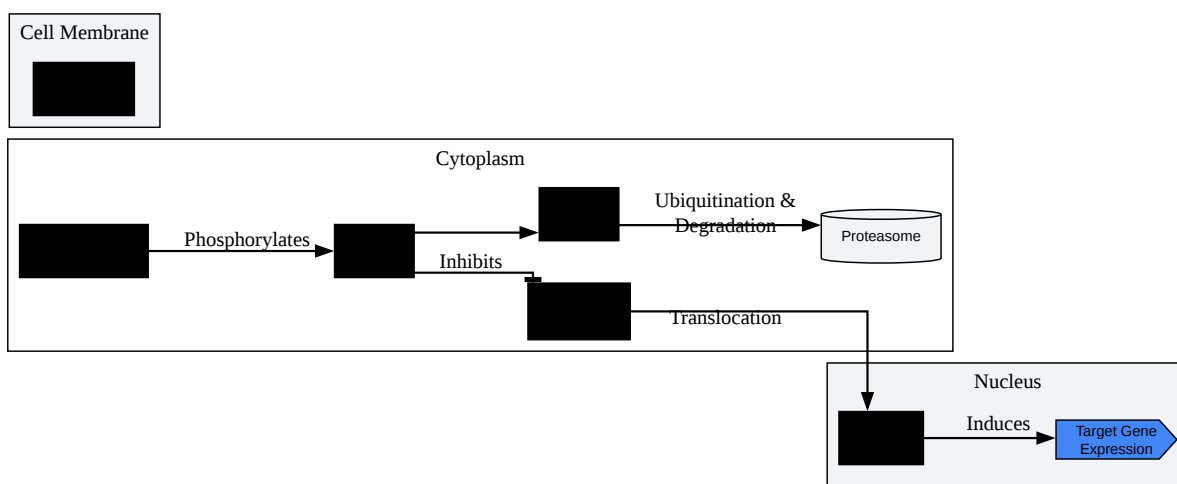 Cell Membrane
Cytoplasm
Ubiquitination &
Degradation
Phosphorylates
Proteasome
Inhibits
Translocation
Nucleus
Induces
Target Gene
Expression